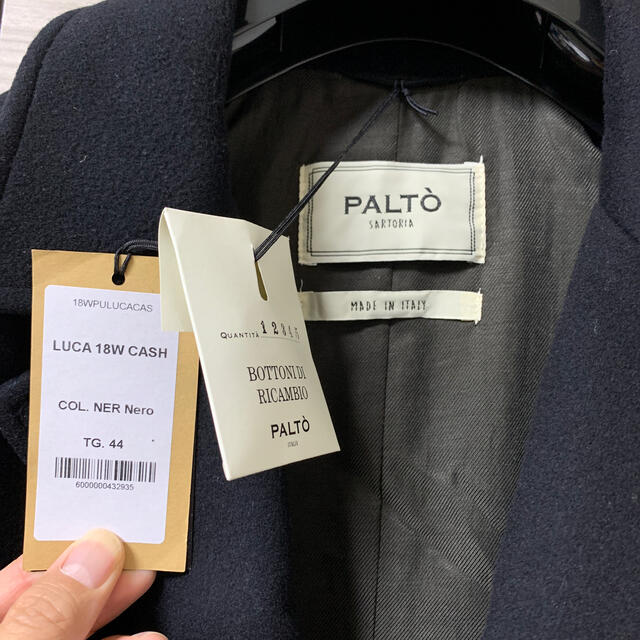 PALTÒ
SARTORIA
MADE IN ITALY
18WPULUCACAS
LUCA 18W CASH
COL. NER Nero
TG. 44
6000000432935
QUANTITÀ 1 2 3 4 5
BOTTONI DI
RICAMBIO
PALTÒ
ITALIA